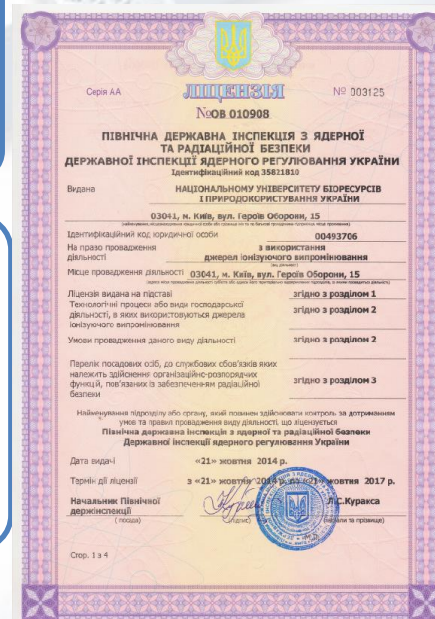 Серія АА
ЛІЦЕНЗІЯ
№ 003125
№ОВ 010908
ПІВНІЧНА ДЕРЖАВНА ІНСПЕКЦІЯ З ЯДЕРНОЇ
ТА РАДІАЦІЙНОЇ БЕЗПЕКИ
ДЕРЖАВНОЇ ІНСПЕКЦІЇ ЯДЕРНОГО РЕГУЛЮВАННЯ УКРАЇНИ
Ідентифікаційний код 35821810
Видана НАЦІОНАЛЬНОМУ УНІВЕРСИТЕТУ БІОРЕСУРСІВ
І ПРИРОДОКОРИСТУВАННЯ УКРАЇНИ
03041, м. Київ, вул. Героїв Оборони, 15
Ідентифікаційний код юридичної особи 00493706
На право провадження з використання
діяльності джерел іонізуючого випромінювання
Місце провадження діяльності 03041, м. Київ, вул. Героїв Оборони, 15
Ліцензія видана на підставі згідно з розділом 1
Технологічні процеси або види господарської
діяльності, в яких використовуються джерела згідно з розділом 2
іонізуючого випромінювання
Умови провадження даного виду діяльності згідно з розділом 2
Перелік посадових осіб, до службових обов'язків яких
належить здійснення організаційно-розпорядчих
функцій, пов'язаних із забезпеченням радіаційної згідно з розділом 3
безпеки
Найменування підрозділу або органу, який повинен здійснювати контроль за дотриманням
умов та правил провадження виду діяльності, що ліцензується
Північна державна інспекція з ядерної та радіаційної безпеки
Державної інспекції ядерного регулювання України
Дата видачі «21» жовтня 2014 р.
Термін дії ліцензії з «21» жовтня 2014 р. до «21» жовтня 2017 р.
Начальник Північної
держінспекції Л.С.Куракса
(посада) (підпис) (ініціали та прізвище)
Стор. 1 з 4